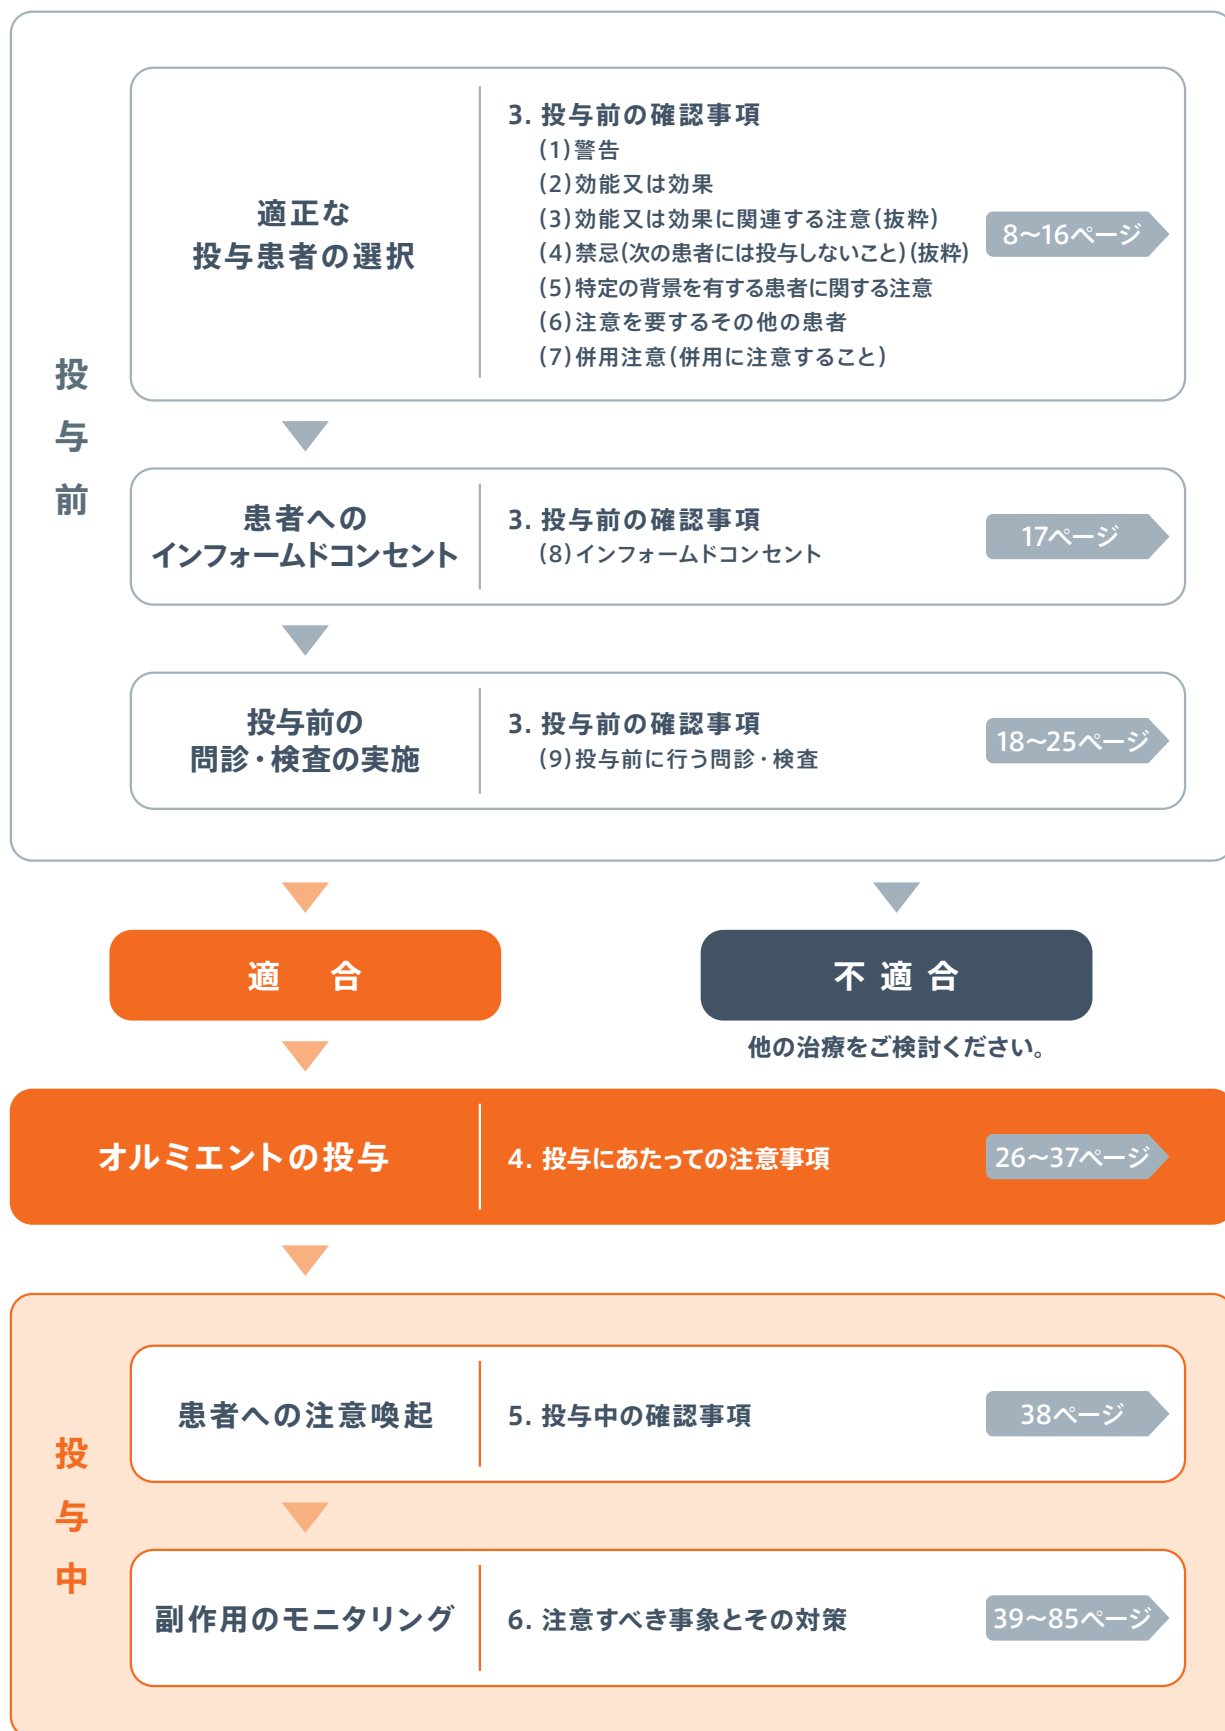 投与前
適正な
投与患者の選択
3. 投与前の確認事項
(1)警告
(2)効能又は効果
(3)効能又は効果に関連する注意(抜粋)
(4)禁忌(次の患者には投与しないこと)(抜粋)
(5)特定の背景を有する患者に関する注意
(6)注意を要するその他の患者
(7)併用注意(併用に注意すること)
8〜16ページ
患者への
インフォームドコンセント
3. 投与前の確認事項
(8)インフォームドコンセント
17ページ
投与前の
問診・検査の実施
3. 投与前の確認事項
(9)投与前に行う問診・検査
18〜25ページ
適 合
不適合
他の治療をご検討ください。
オルミエントの投与
4. 投与にあたっての注意事項
26〜37ページ
投与中
患者への注意喚起
5. 投与中の確認事項
38ページ
副作用のモニタリング
6. 注意すべき事象とその対策
39〜85ページ